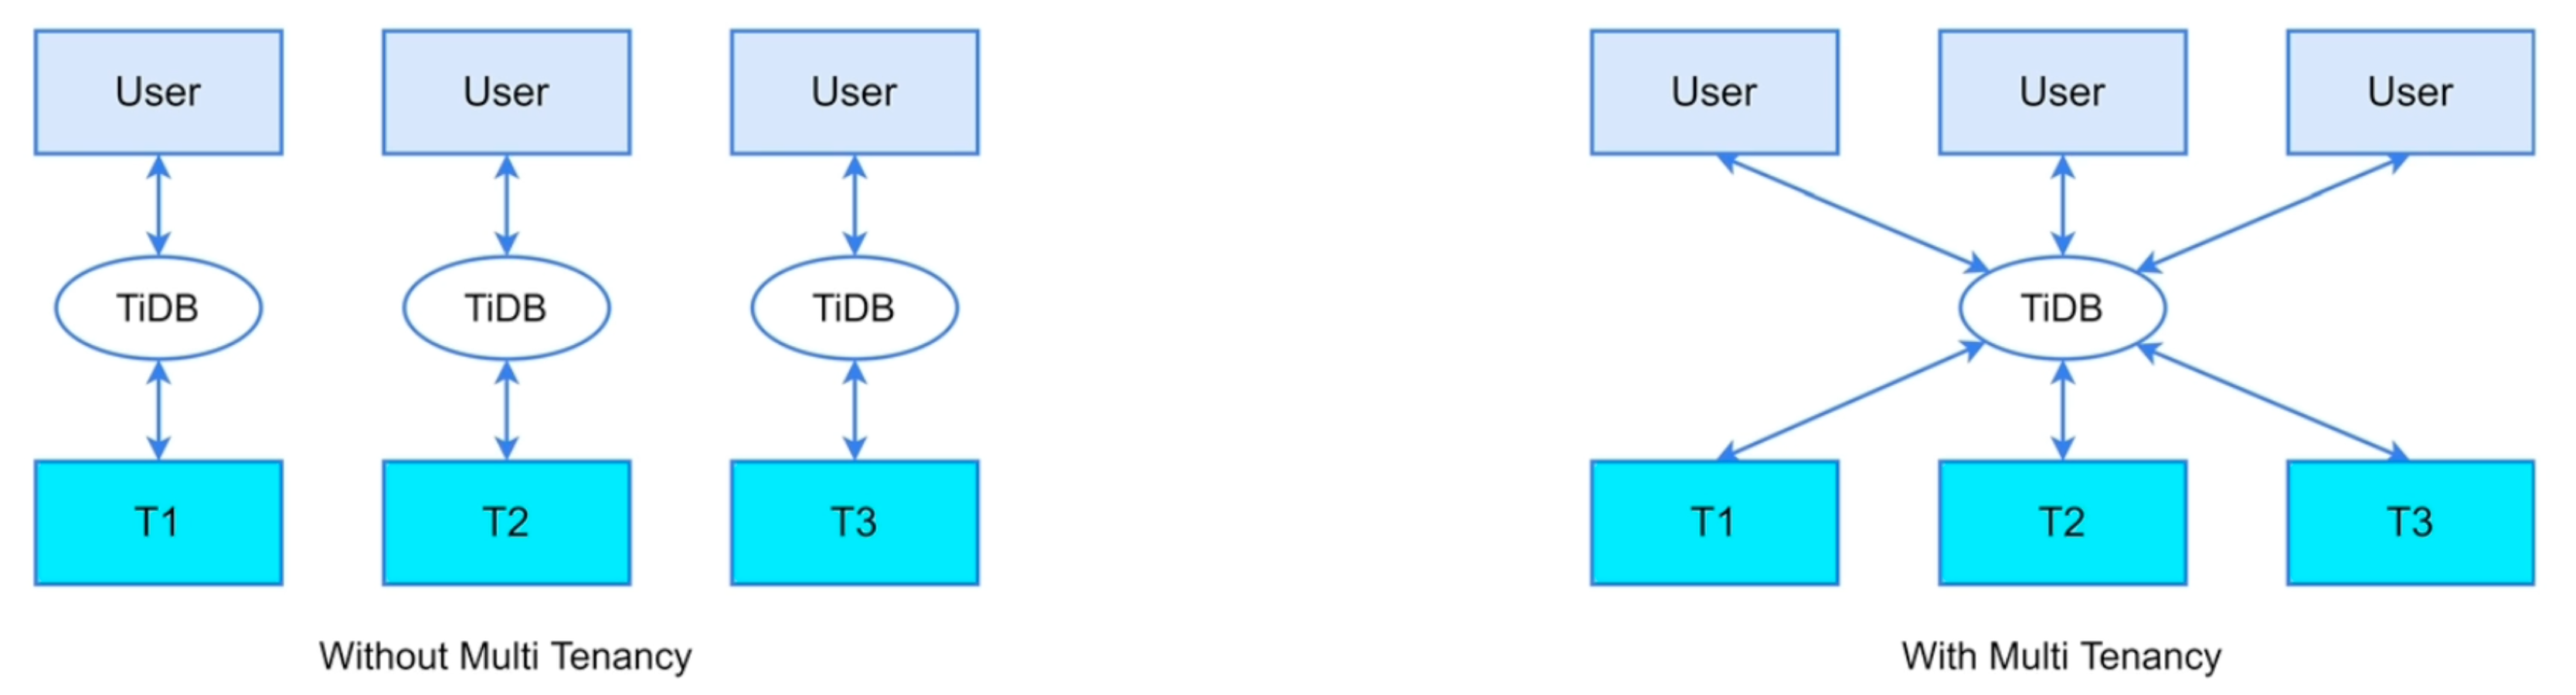 User User User User User User
TiDB TiDB TiDB TiDB
T1 T2 T3 T1 T2 T3
Without Multi Tenancy With Multi Tenancy